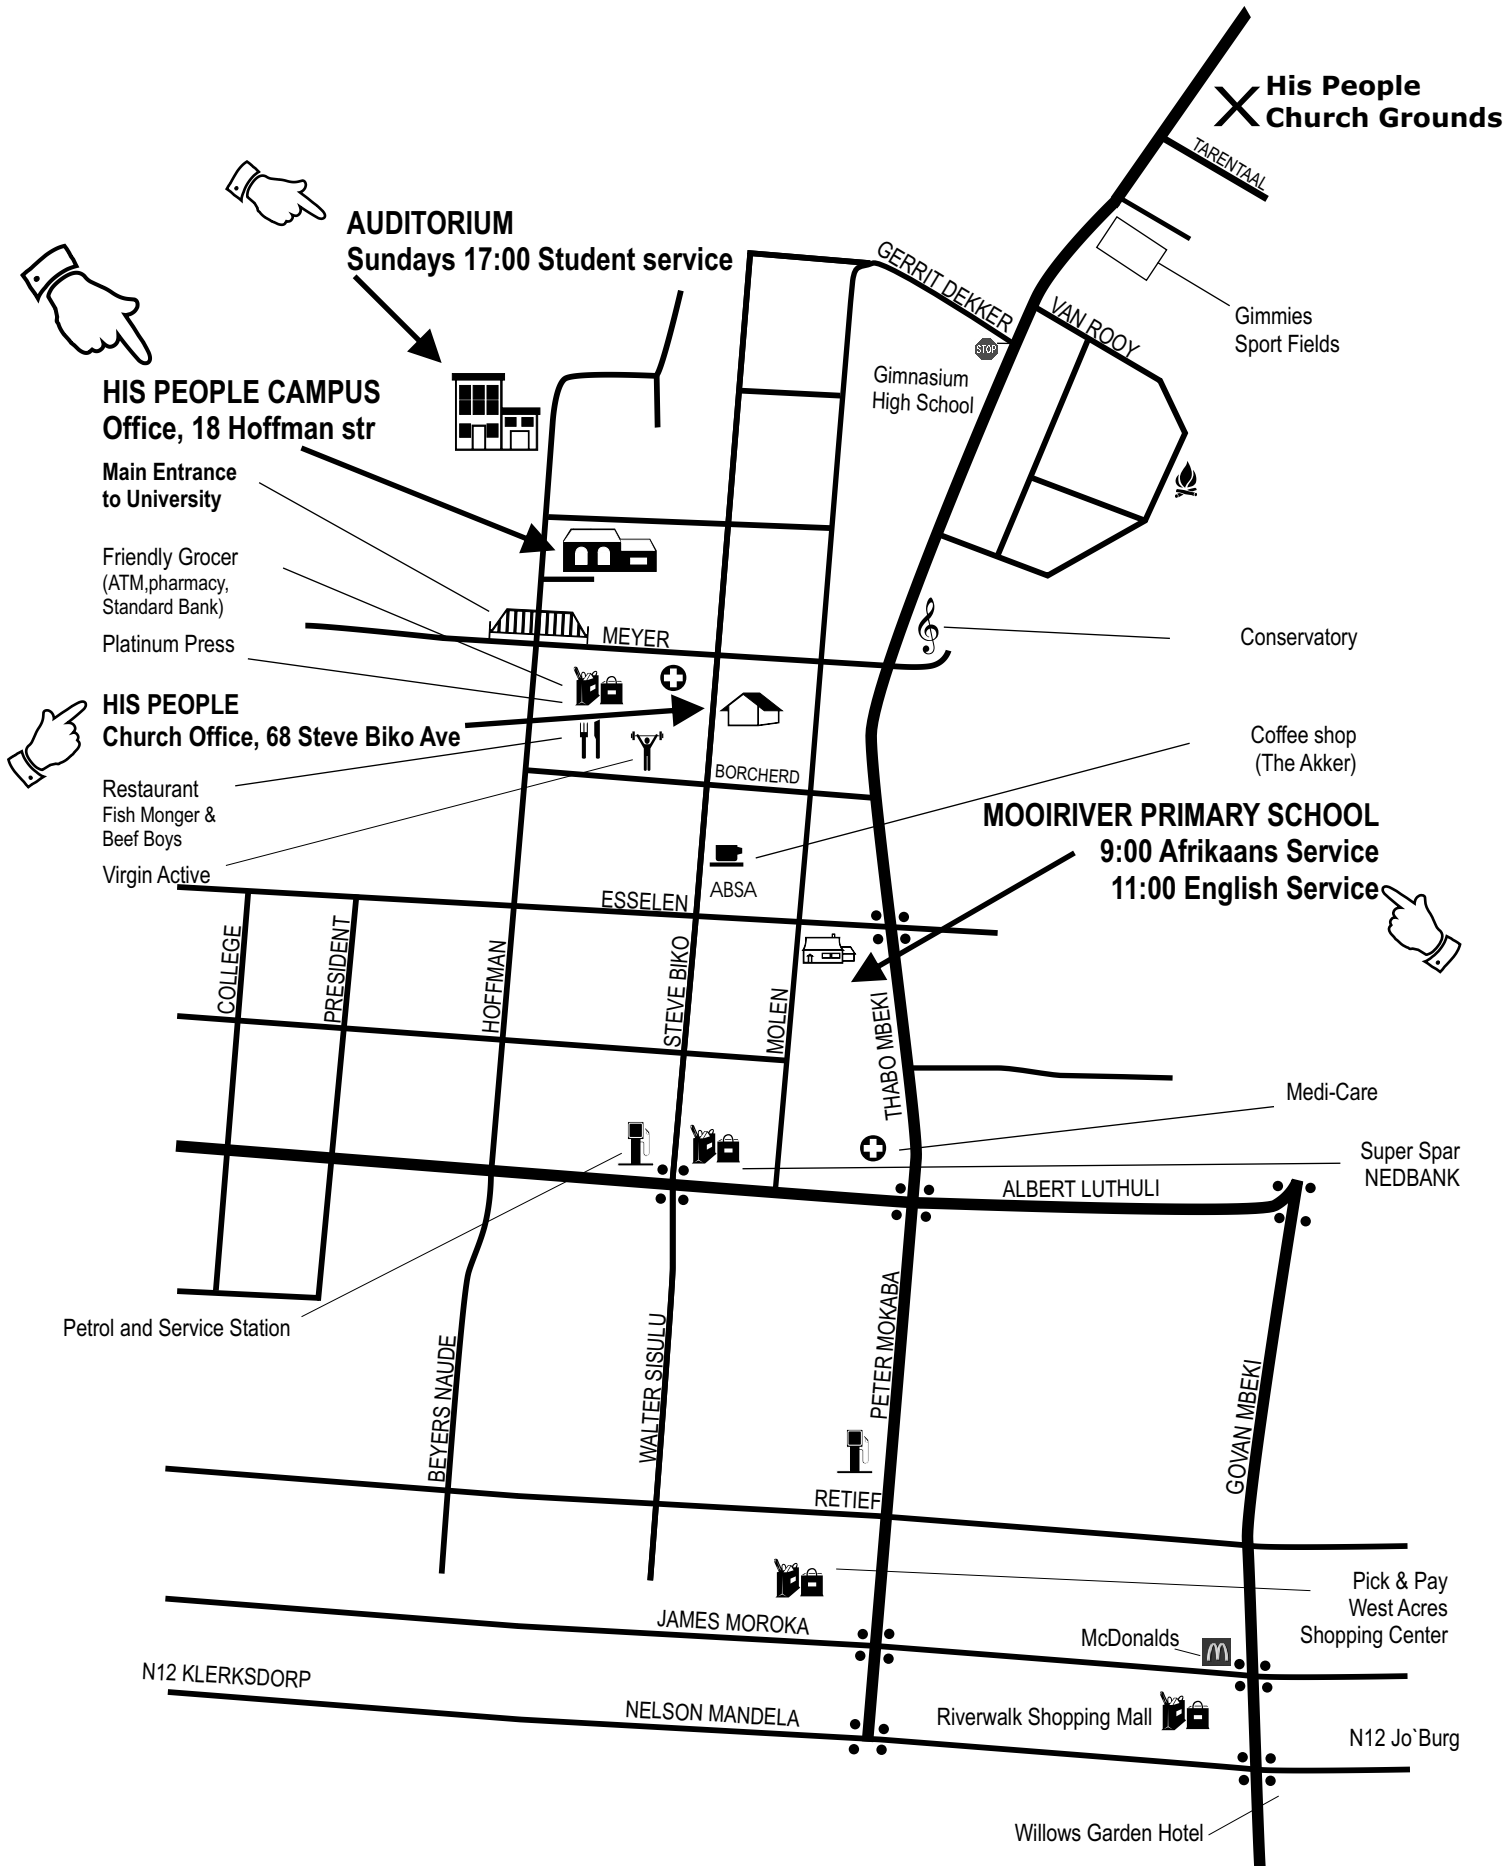 His People
Church Grounds
TARENTAAL
AUDITORIUM
Sundays 17:00 Student service
GERRIT DEKKER
VAN ROOY
Gimmies
Sport Fields
STOP
Gimnasium
High School
HIS PEOPLE CAMPUS
Office, 18 Hoffman str
Main Entrance
to University
Friendly Grocer
(ATM,pharmacy,
Standard Bank)
Platinum Press
MEYER
Conservatory
HIS PEOPLE
Church Office, 68 Steve Biko Ave
Coffee shop
(The Akker)
BORCHERD
Restaurant
Fish Monger &
Beef Boys
Virgin Active
MOOIRIVER PRIMARY SCHOOL
9:00 Afrikaans Service
11:00 English Service
ESSELEN
ABSA
COLLEGE
PRESIDENT
HOFFMAN
STEVE BIKO
MOLEN
THABO MBEKI
Medi-Care
Super Spar
NEDBANK
ALBERT LUTHULI
Petrol and Service Station
BEYERS NAUDE
WALTER SISULU
PETER MOKABA
GOVAN MBEKI
RETIEF
Pick & Pay
West Acres
Shopping Center
JAMES MOROKA
McDonalds
N12 KLERKSDORP
NELSON MANDELA
Riverwalk Shopping Mall
N12 Jo`Burg
Willows Garden Hotel